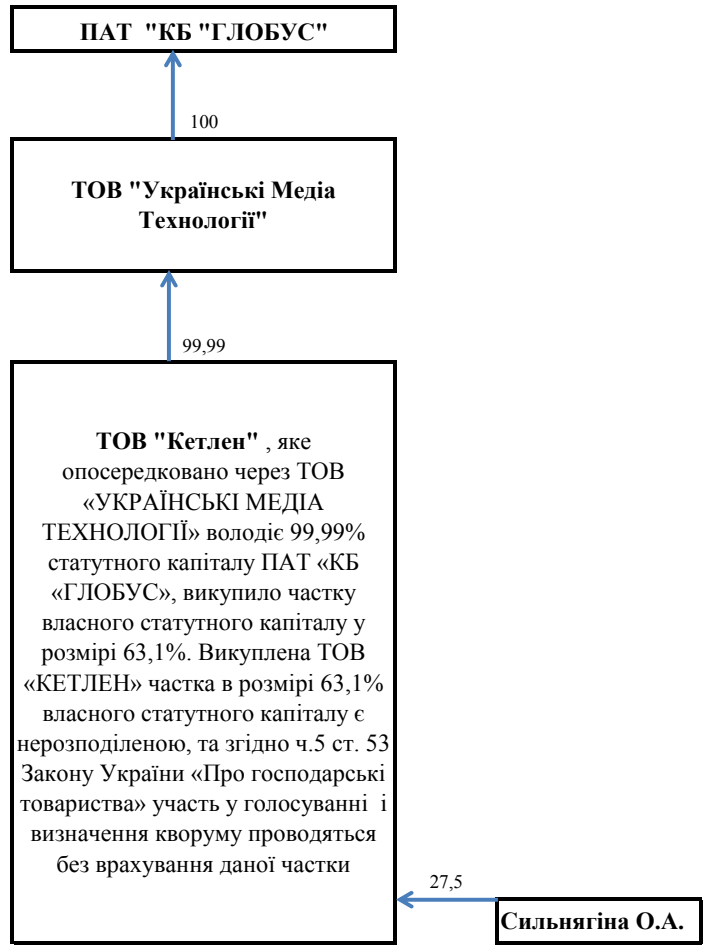 ПАТ "КБ "ГЛОБУС"
100
ТОВ "Українські Медіа
Технології"
99,99
ТОВ "Кетлен" , яке
опосередковано через ТОВ
«УКРАЇНСЬКІ МЕДІА
ТЕХНОЛОГІЇ» володіє 99,99%
статутного капіталу ПАТ «КБ
«ГЛОБУС», викупило частку
власного статутного капіталу у
розмірі 63,1%. Викуплена ТОВ
«КЕТЛЕН» частка в розмірі 63,1%
власного статутного капіталу є
нерозподіленою, та згідно ч.5 ст. 53
Закону України «Про господарські
товариства» участь у голосуванні і
визначення кворуму проводяться
без врахування даної частки
27,5
Сильнягіна О.А.